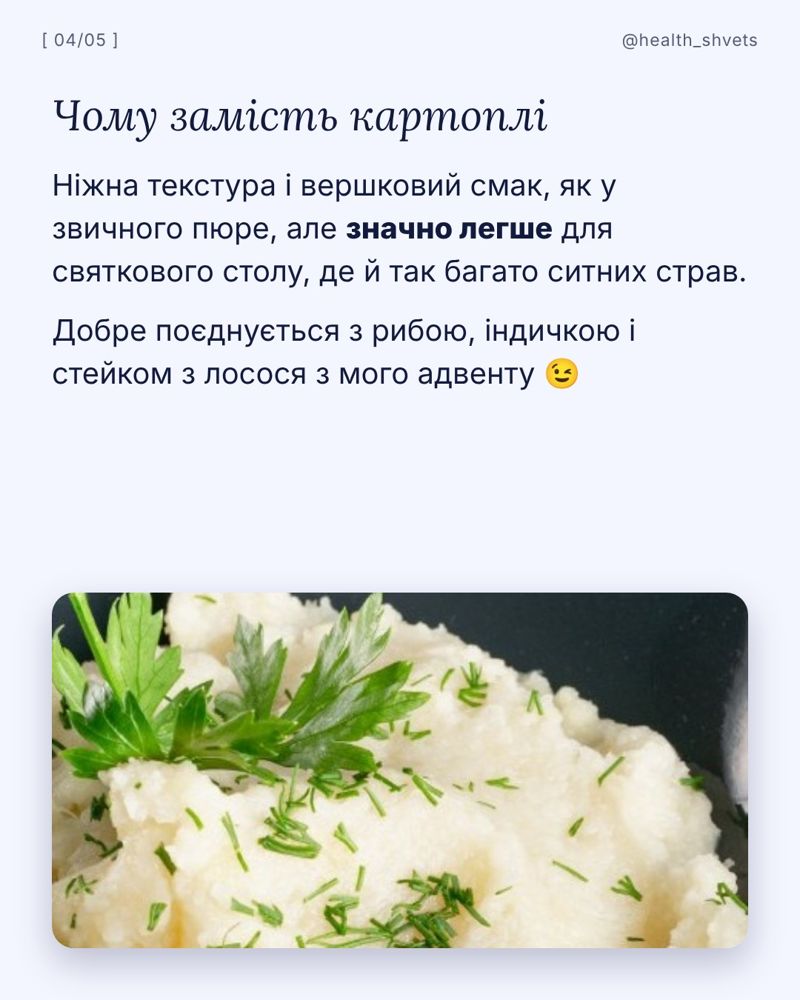 [ 04/05 ]
@health_shvets
Чому замість картоплі
Ніжна текстура і вершковий смак, як у
звичного пюре, але значно легше для
святкового столу, де й так багато ситних страв.
Добре поєднується з рибою, індичкою і
стейком з лосося з мого адвенту 😉